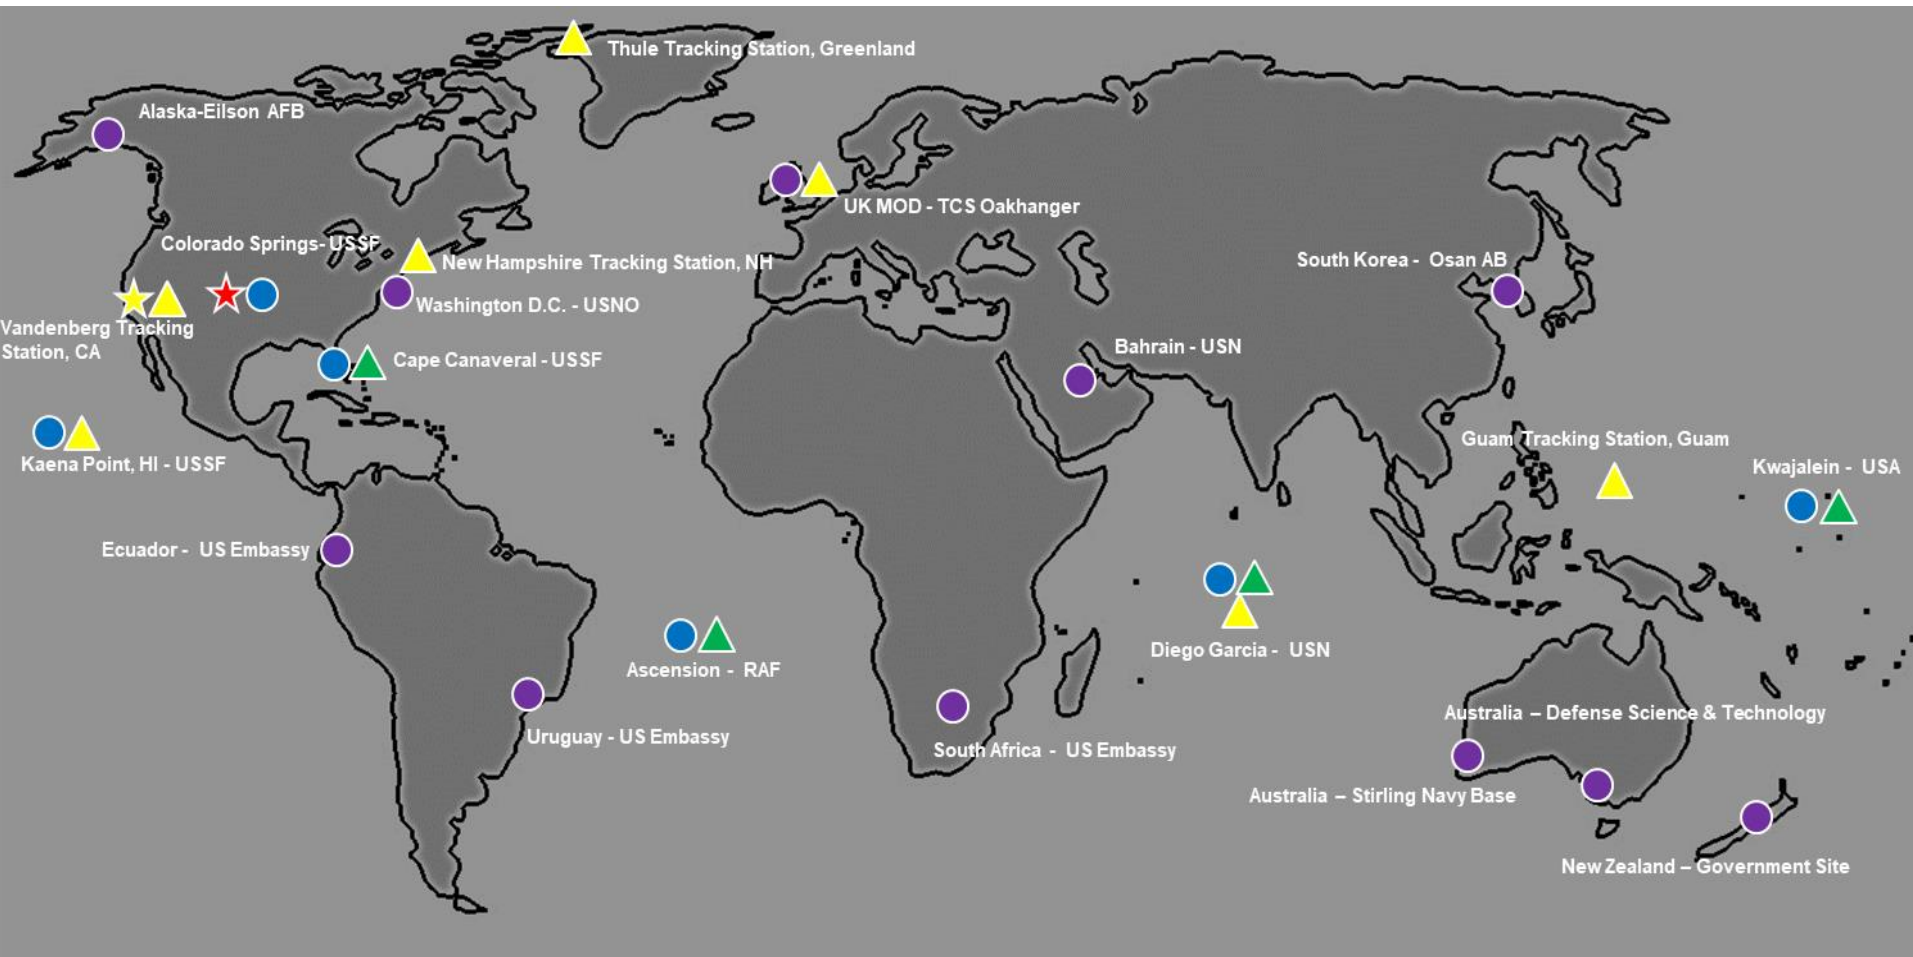 Thule Tracking Station, Greenland
Alaska-Eilson AFB
UK MOD - TCS Oakhanger
Colorado Springs- USSF
New Hampshire Tracking Station, NH
South Korea - Osan AB
Washington D.C. - USNO
Vandenberg Tracking
Station, CA
Bahrain - USN
Cape Canaveral - USSF
Guam Tracking Station, Guam
Kaena Point, HI - USSF
Kwajalein - USA
Ecuador - US Embassy
Diego Garcia - USN
Ascension - RAF
Australia – Defense Science & Technology
Uruguay - US Embassy
South Africa - US Embassy
Australia – Stirling Navy Base
New Zealand – Government Site